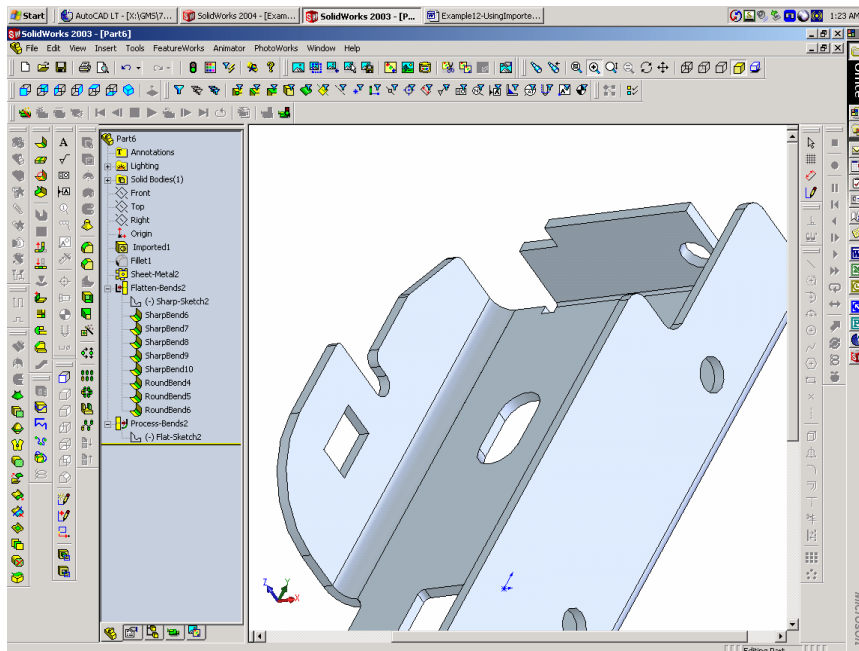 Start AutoCAD LT - [X:\GMS\7... SolidWorks 2004 - [Exam... SolidWorks 2003 - [P... Example12-UsingImporte... 1:23 AM
SolidWorks 2003 - [Part6]
File Edit View Insert Tools FeatureWorks Animator PhotoWorks Window Help
Part6
Annotations
Lighting
Solid Bodies(1)
Front
Top
Right
Origin
Imported1
Fillet1
Sheet-Metal2
Flatten-Bends2
(-) Sharp-Sketch2
SharpBend6
SharpBend7
SharpBend8
SharpBend9
SharpBend10
RoundBend4
RoundBend5
RoundBend6
Process-Bends2
(-) Flat-Sketch2
Z Y X
Editing Part